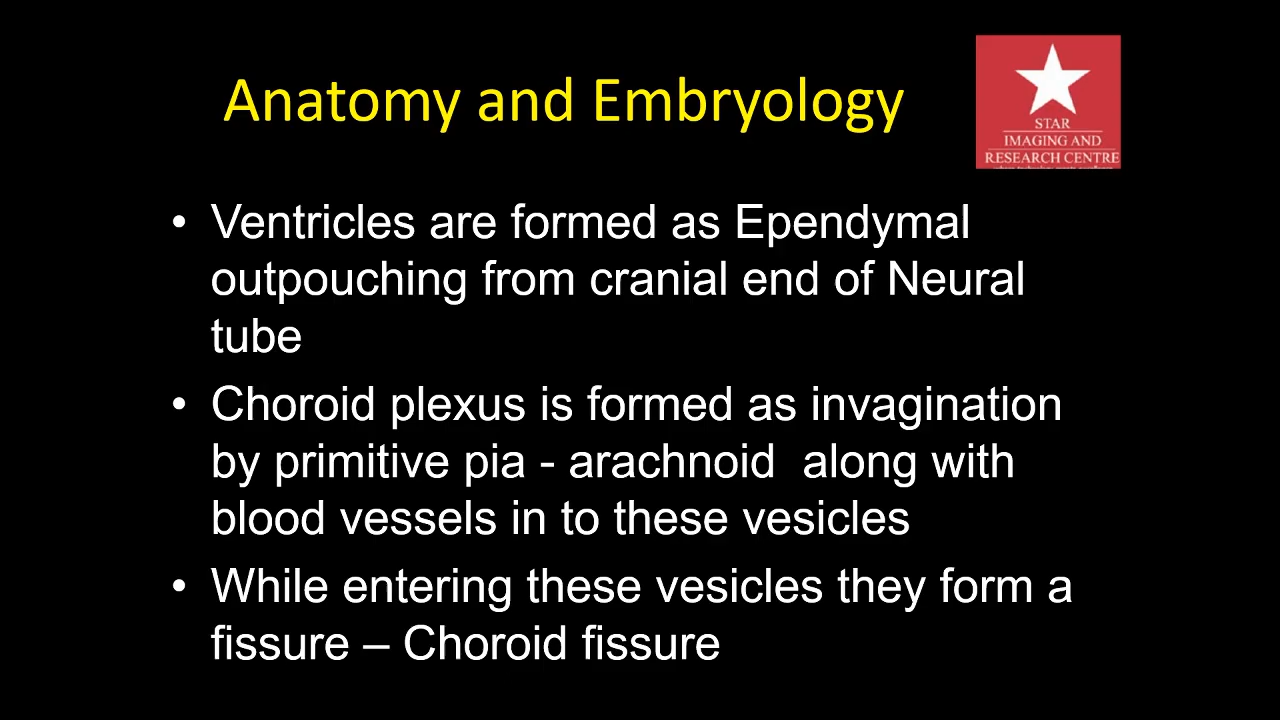 Anatomy and Embryology
STAR
IMAGING AND
RESEARCH CENTRE
• Ventricles are formed as Ependymal
outpouching from cranial end of Neural
tube
• Choroid plexus is formed as invagination
by primitive pia - arachnoid  along with
blood vessels in to these vesicles
• While entering these vesicles they form a
fissure – Choroid fissure